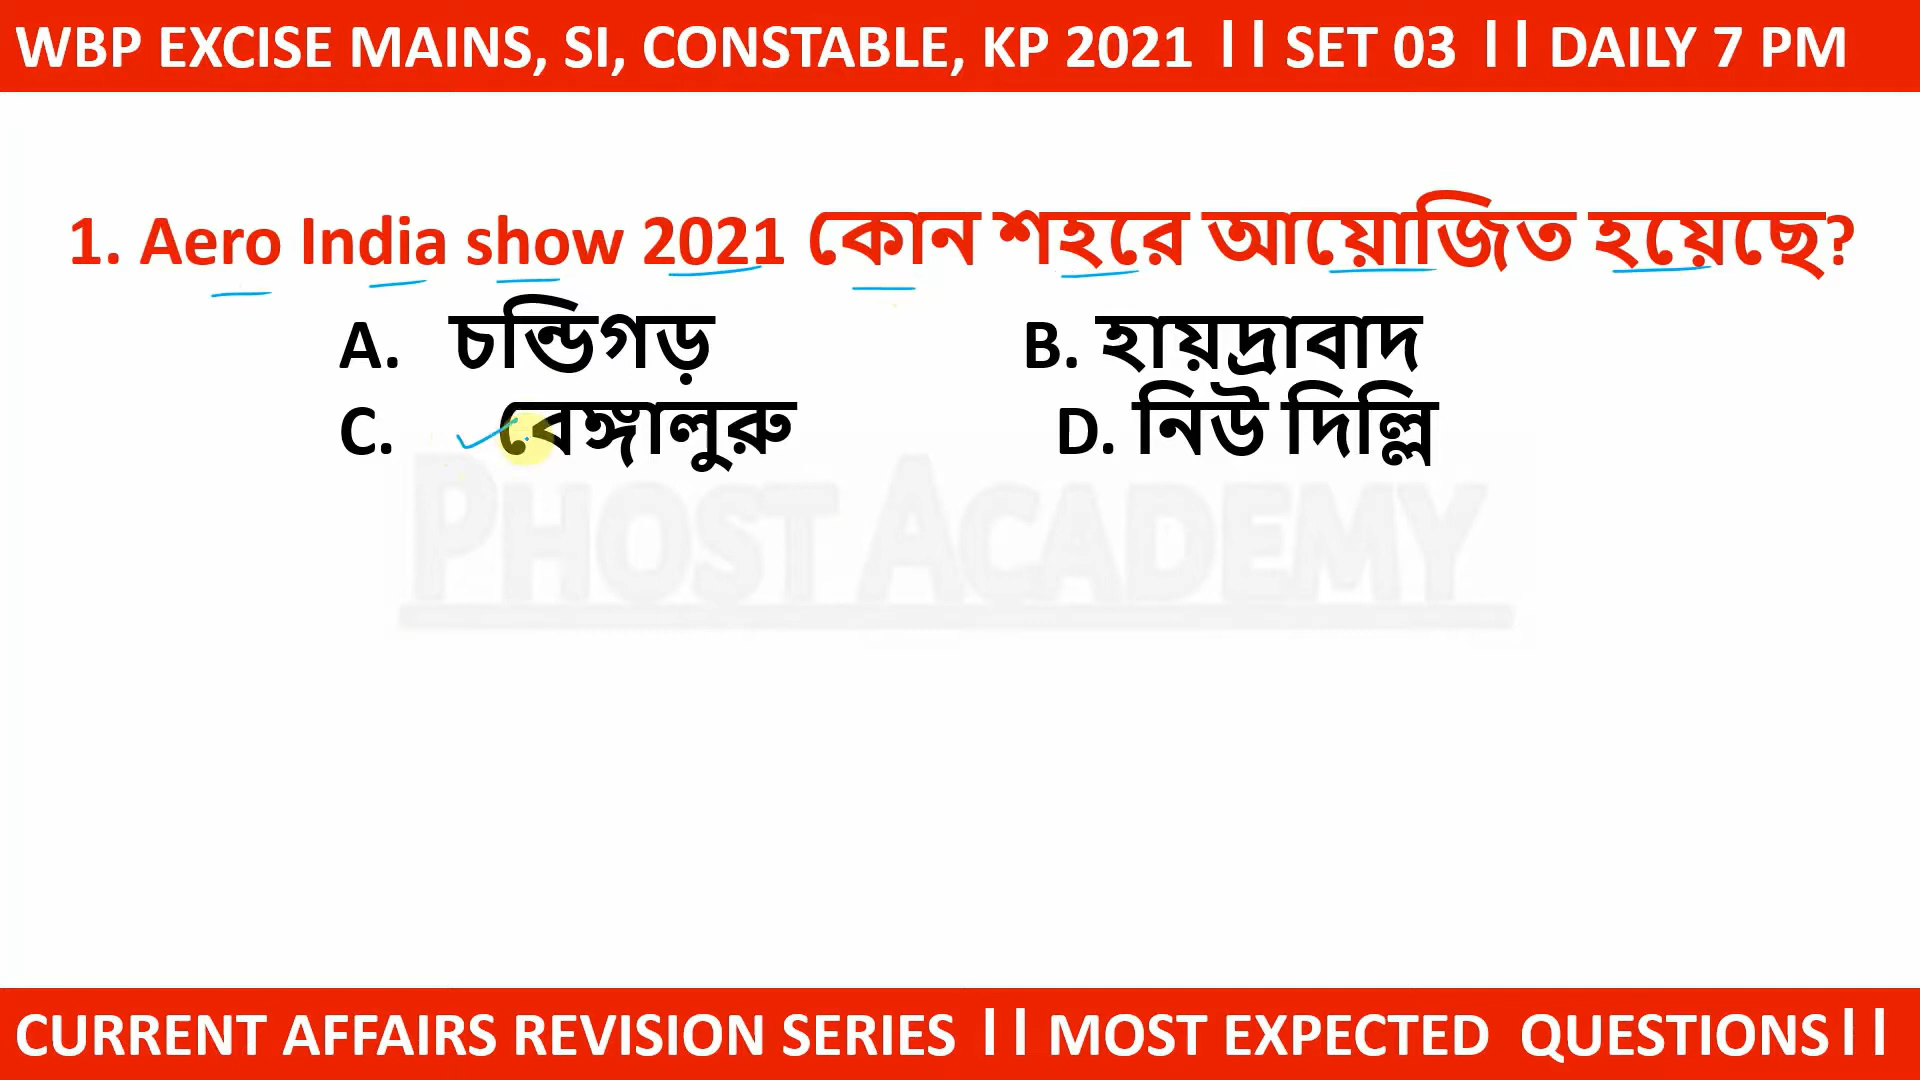 WBP EXCISE MAINS, SI, CONSTABLE, KP 2021 ।। SET 03 ।। DAILY 7 PM
1. Aero India show 2021 কোন শহরে আয়োজিত হয়েছে?
A. চন্ডিগড় B. হায়দ্রাবাদ
C. বেঙ্গালুরু D. নিউ দিল্লি
PHOST ACADEMY
CURRENT AFFAIRS REVISION SERIES ।। MOST EXPECTED QUESTIONS।।